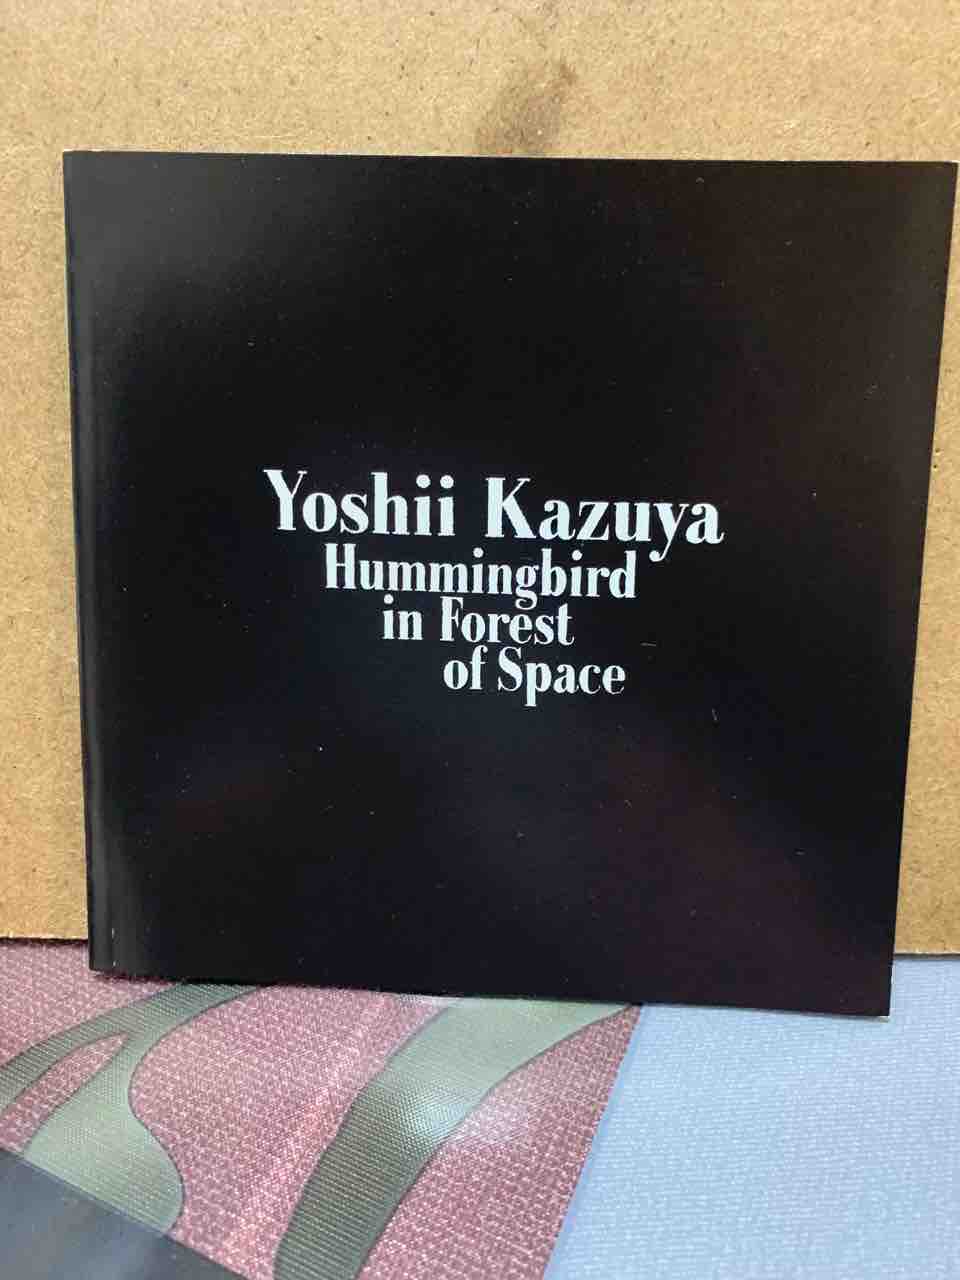 Yoshii Kazuya
Hummingbird
in Forest
of Space